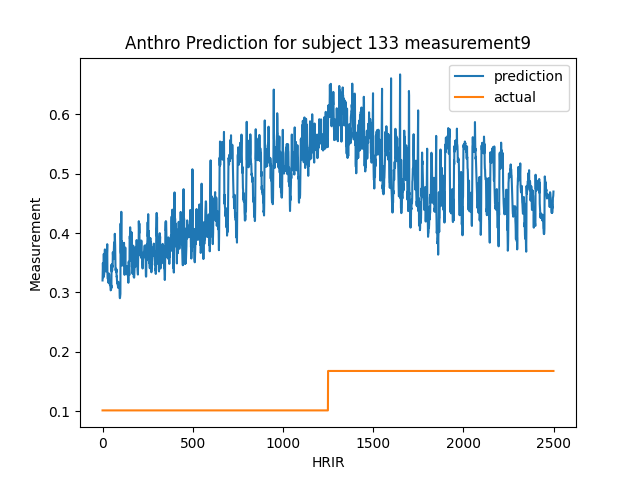 Anthro Prediction for subject 133 measurement9
prediction
actual
0.6
0.5
0.4
0.3
0.2
0.1
Measurement
0
500
1000
1500
2000
2500
HRIR